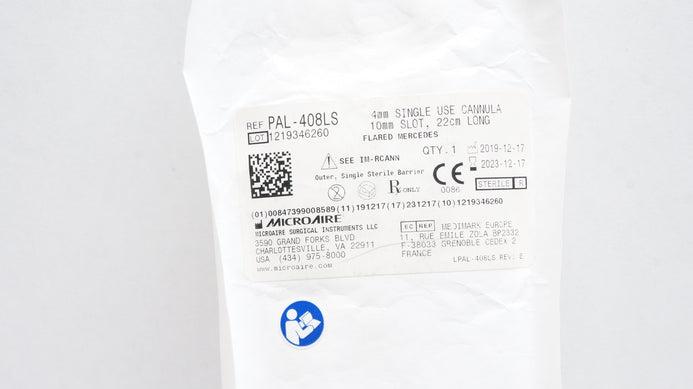 REF PAL-408LS
LOT 1219346260
4mm SINGLE USE CANNULA
10mm SLOT, 22cm LONG
FLARED MERCEDES
QTY.1
2019-12-17
2023-12-17
SEE IM-RCANN
Outer, Single Sterile Barrier
Rx ONLY
CE
0086
STERILE R
(01)00847399008589(11)191217(17)231217(10)1219346260
MICROAIRE
MICROAIRE SURGICAL INSTRUMENTS LLC
3590 GRAND FORKS BLVD
CHARLOTTESVILLE, VA 22911
USA (434) 975-8000
www.microaire.com
EC REP MEDIMARK EUROPE
11, RUE EMILE ZOLA BP2332
F-38033 GRENOBLE CEDEX 2
FRANCE
LPAL-408LS REV: E